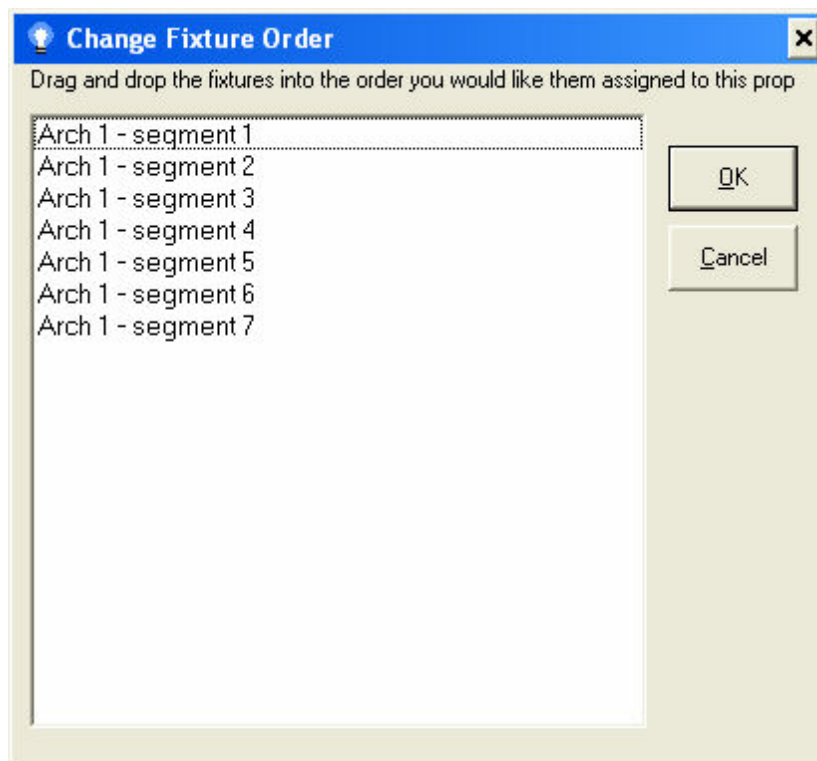 Change Fixture Order
Drag and drop the fixtures into the order you would like them assigned to this prop
Arch 1 - segment 1
Arch 1 - segment 2
Arch 1 - segment 3
Arch 1 - segment 4
Arch 1 - segment 5
Arch 1 - segment 6
Arch 1 - segment 7
OK
Cancel